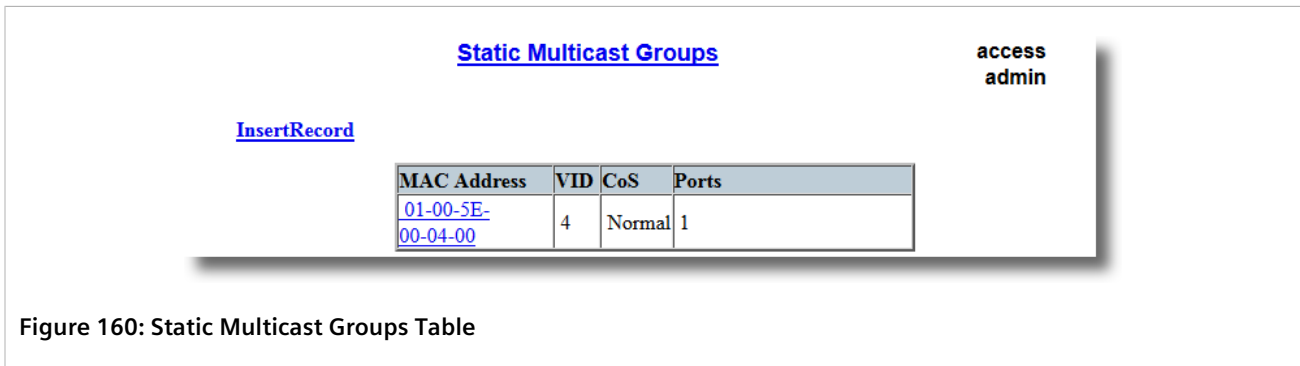 Static Multicast Groups
access
admin
InsertRecord
MAC Address VID CoS Ports
01-00-5E-
00-04-00 4 Normal 1
Figure 160: Static Multicast Groups Table